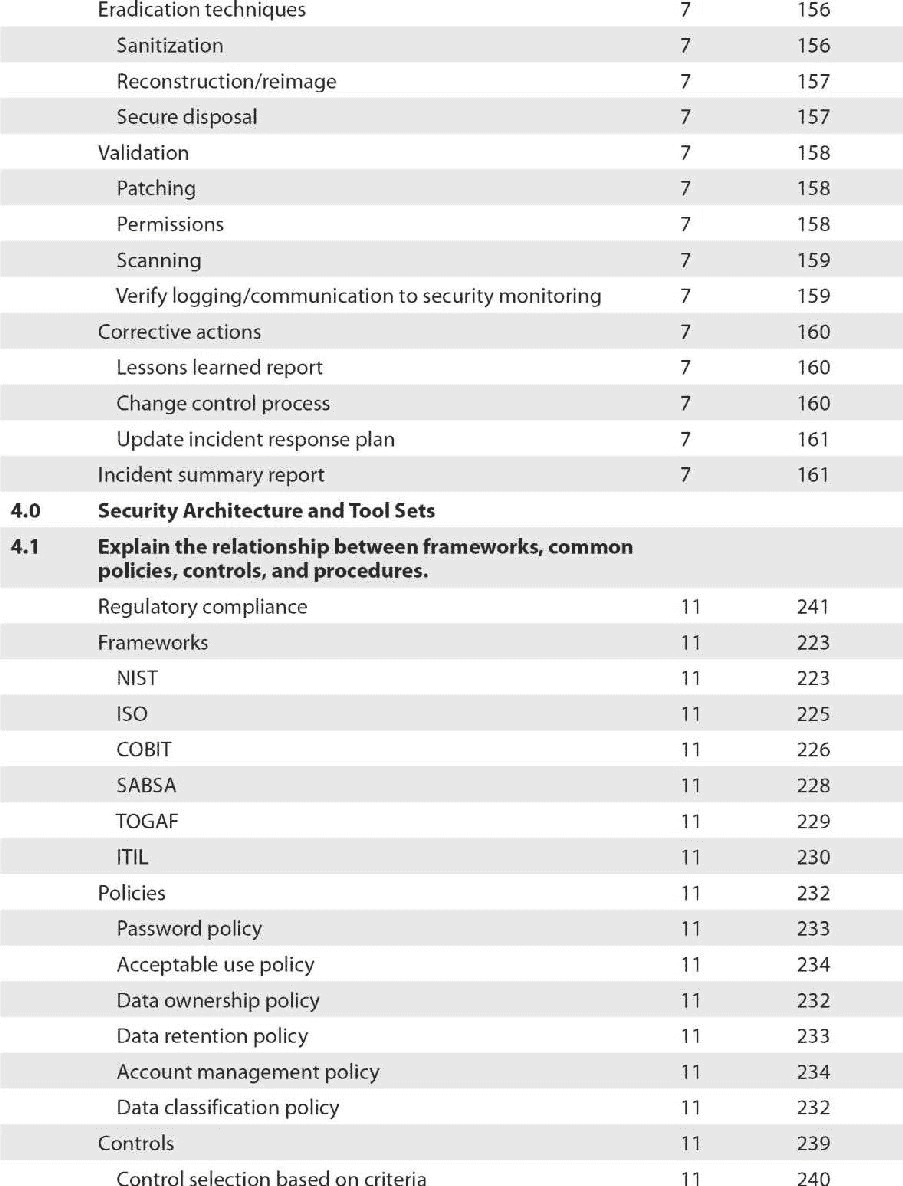 Eradication techniques 7 156
Sanitization 7 156
Reconstruction/reimage 7 157
Secure disposal 7 157
Validation 7 158
Patching 7 158
Permissions 7 158
Scanning 7 159
Verify logging/communication to security monitoring 7 159
Corrective actions 7 160
Lessons learned report 7 160
Change control process 7 160
Update incident response plan 7 161
Incident summary report 7 161
4.0 Security Architecture and Tool Sets
4.1 Explain the relationship between frameworks, common
policies, controls, and procedures.
Regulatory compliance 11 241
Frameworks 11 223
NIST 11 223
ISO 11 225
COBIT 11 226
SABSA 11 228
TOGAF 11 229
ITIL 11 230
Policies 11 232
Password policy 11 233
Acceptable use policy 11 234
Data ownership policy 11 232
Data retention policy 11 233
Account management policy 11 234
Data classification policy 11 232
Controls 11 239
Control selection based on criteria 11 240